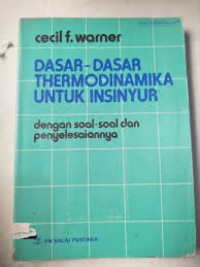 cecil f. warner
DASAR-DASAR
THERMODINAMIKA
UNTUK INSINYUR
dengan soal-soal dan
penyelesaiannya
PN BALAI PUSTAKA